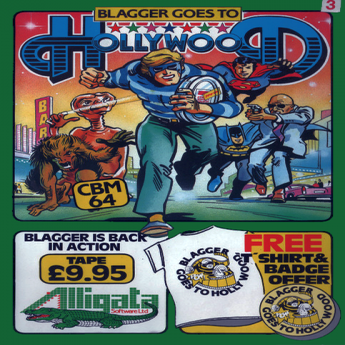 3
BLAGGER GOES TO
HOLLYWOOD
BAR
CBM
64
BLAGGER IS BACK
IN ACTION
TAPE
£9.95
Alligata
Software Ltd
BLAGGER
GOES TO HOLLYWOOD
FREE
T SHIRT &
BADGE
OFFER
BLAGGER
GOES TO HOLLYWOOD